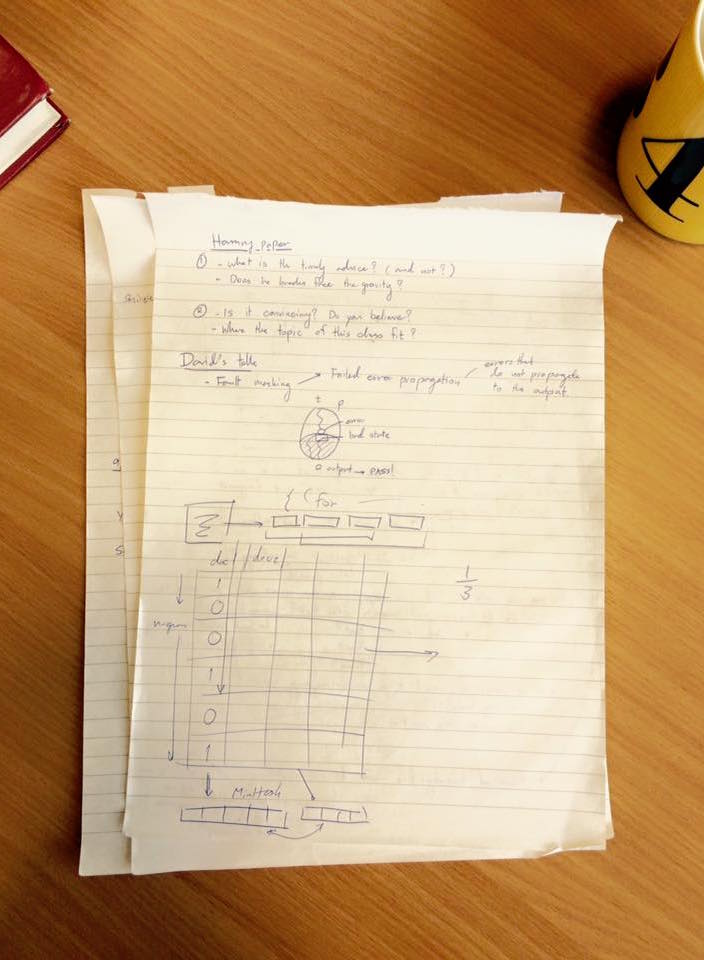 Hamming paper
① - what is the timely advice? (and not?)
- Does he broader free the gravity?
② - Is it convincing? Do you believe?
- Where the topic of this class fit?
David's talk
- Fault masking → Failed error propagation
errors that
do not propagate
to the output.
t
p
error
bad state
o output → PASS!
{ ( for
Σ
doc
doc2
1
0
0
1
0
1
n-grams
1
3
MinHash
4